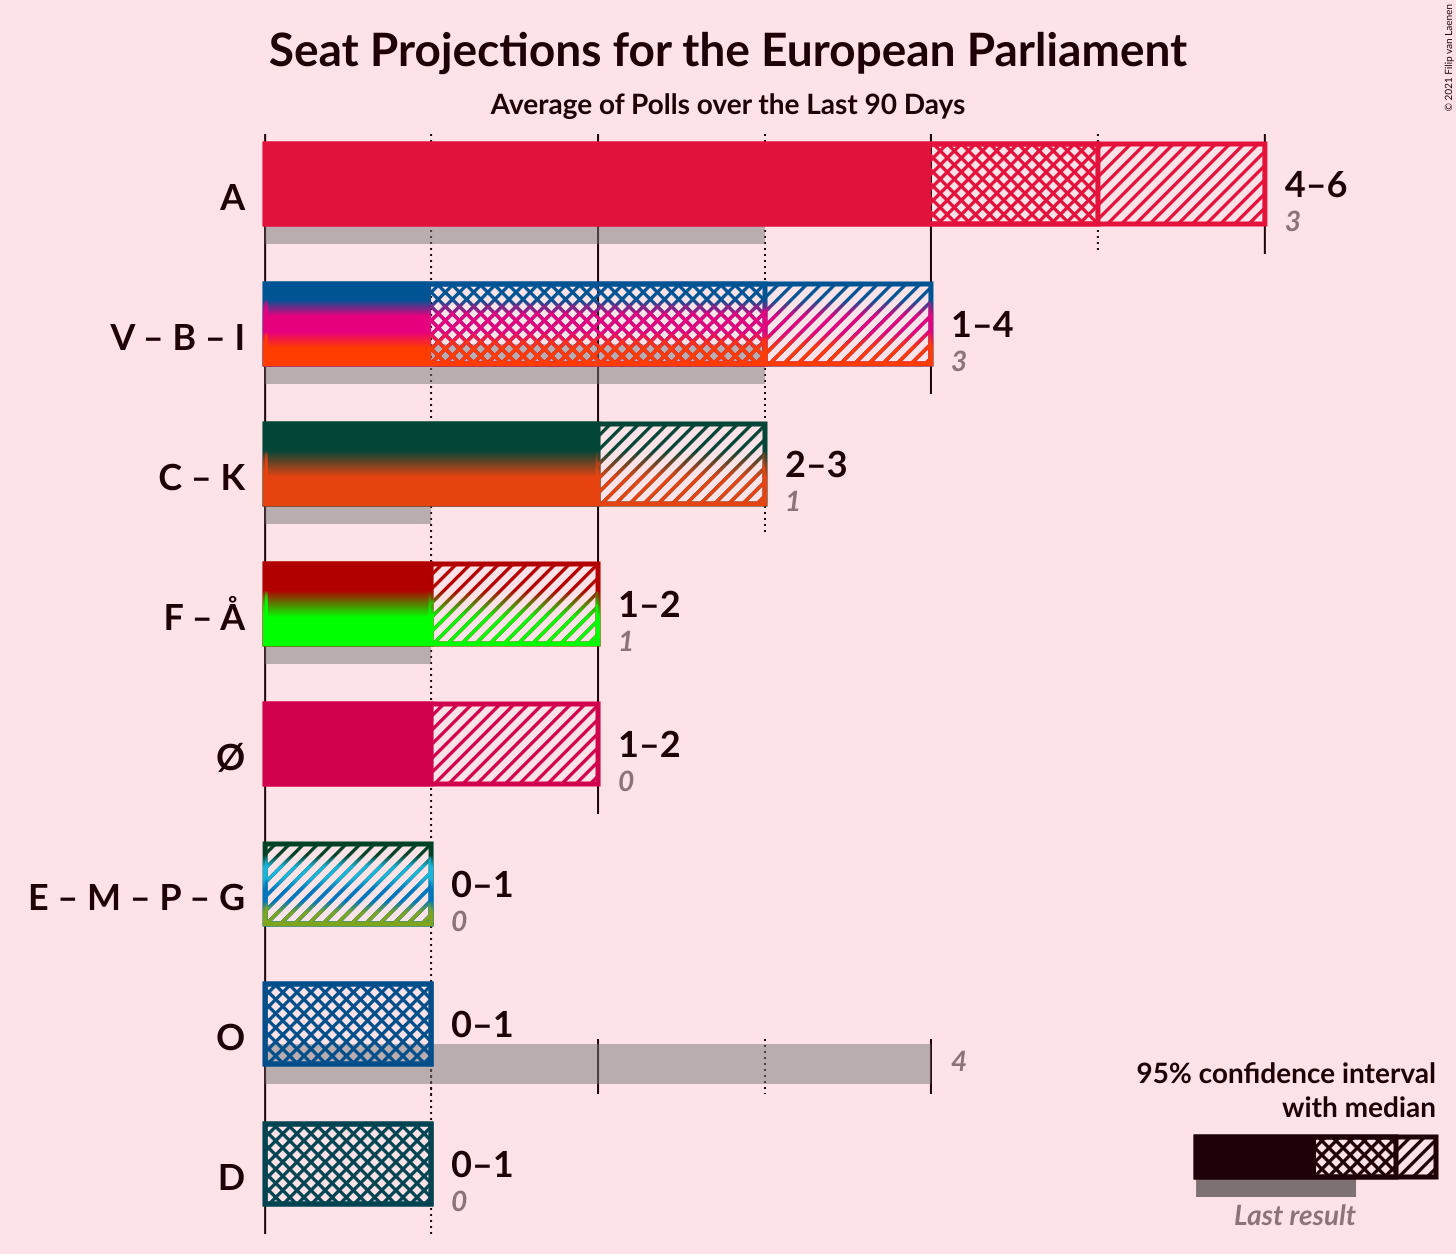 Seat Projections for the European Parliament
Average of Polls over the Last 90 Days
© 2021 Filip van Laenen
A
4–6
3
V – B – I
1–4
3
C – K
2–3
1
F – Å
1–2
1
Ø
1–2
0
E – M – P – G
0–1
0
O
0–1
4
D
0–1
0
95% confidence interval
with median
Last result